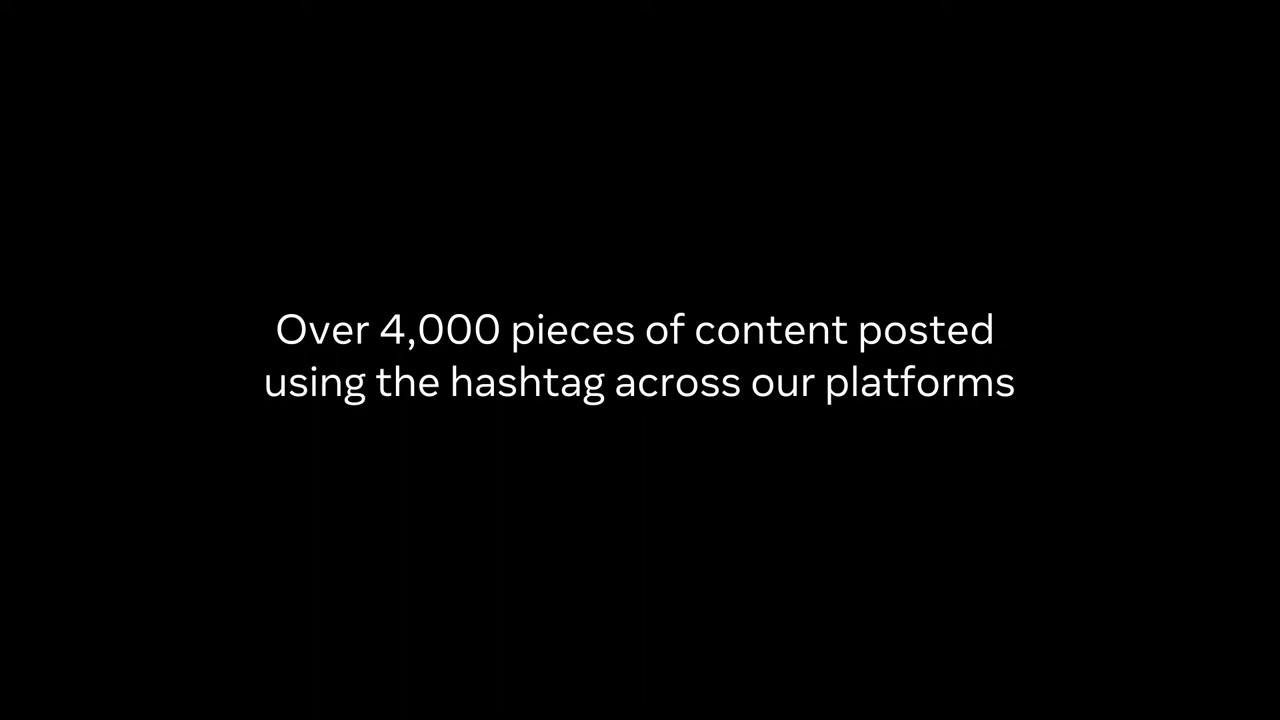 Over 4,000 pieces of content posted
using the hashtag across our platforms